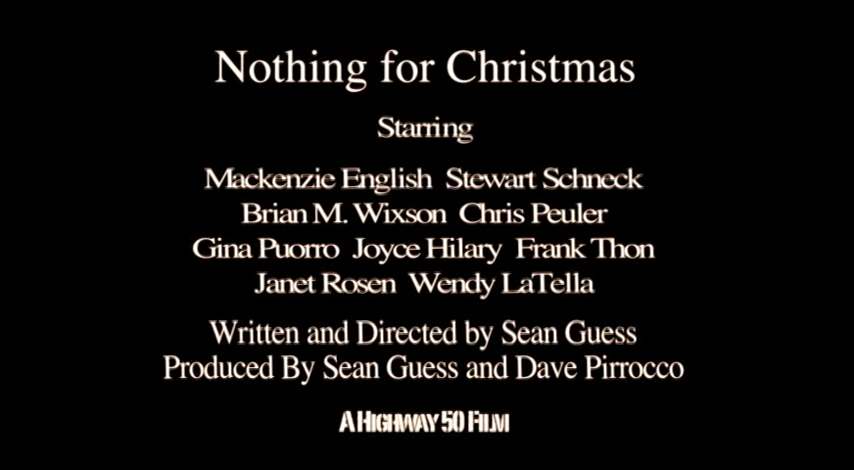 Nothing for Christmas
Starring
Mackenzie English Stewart Schneck
Brian M. Wixson Chris Peuler
Gina Puorro Joyce Hilary Frank Thon
Janet Rosen Wendy LaTella
Written and Directed by Sean Guess
Produced By Sean Guess and Dave Pirrocco
A Highway 50 Film